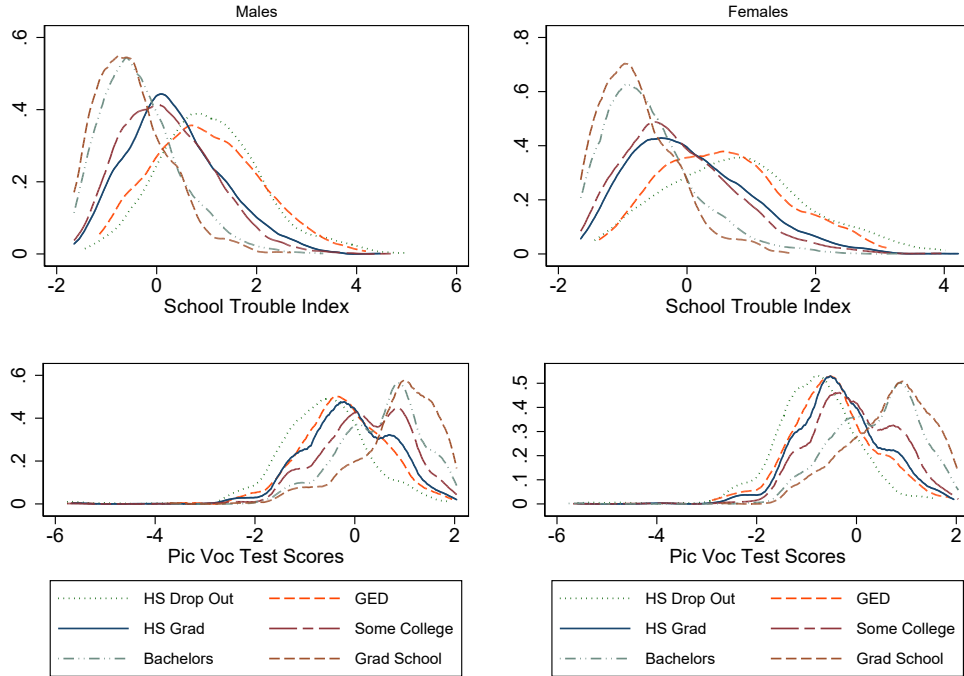 Males
Females
.6
.4
.2
0
-2
0
2
4
6
School Trouble Index
.8
.6
.4
.2
0
-2
0
2
4
School Trouble Index
.6
.4
.2
0
-6
-4
-2
0
2
Pic Voc Test Scores
.5
.4
.3
.2
.1
0
-6
-4
-2
0
2
Pic Voc Test Scores
HS Drop Out
GED
HS Grad
Some College
Bachelors
Grad School
HS Drop Out
GED
HS Grad
Some College
Bachelors
Grad School